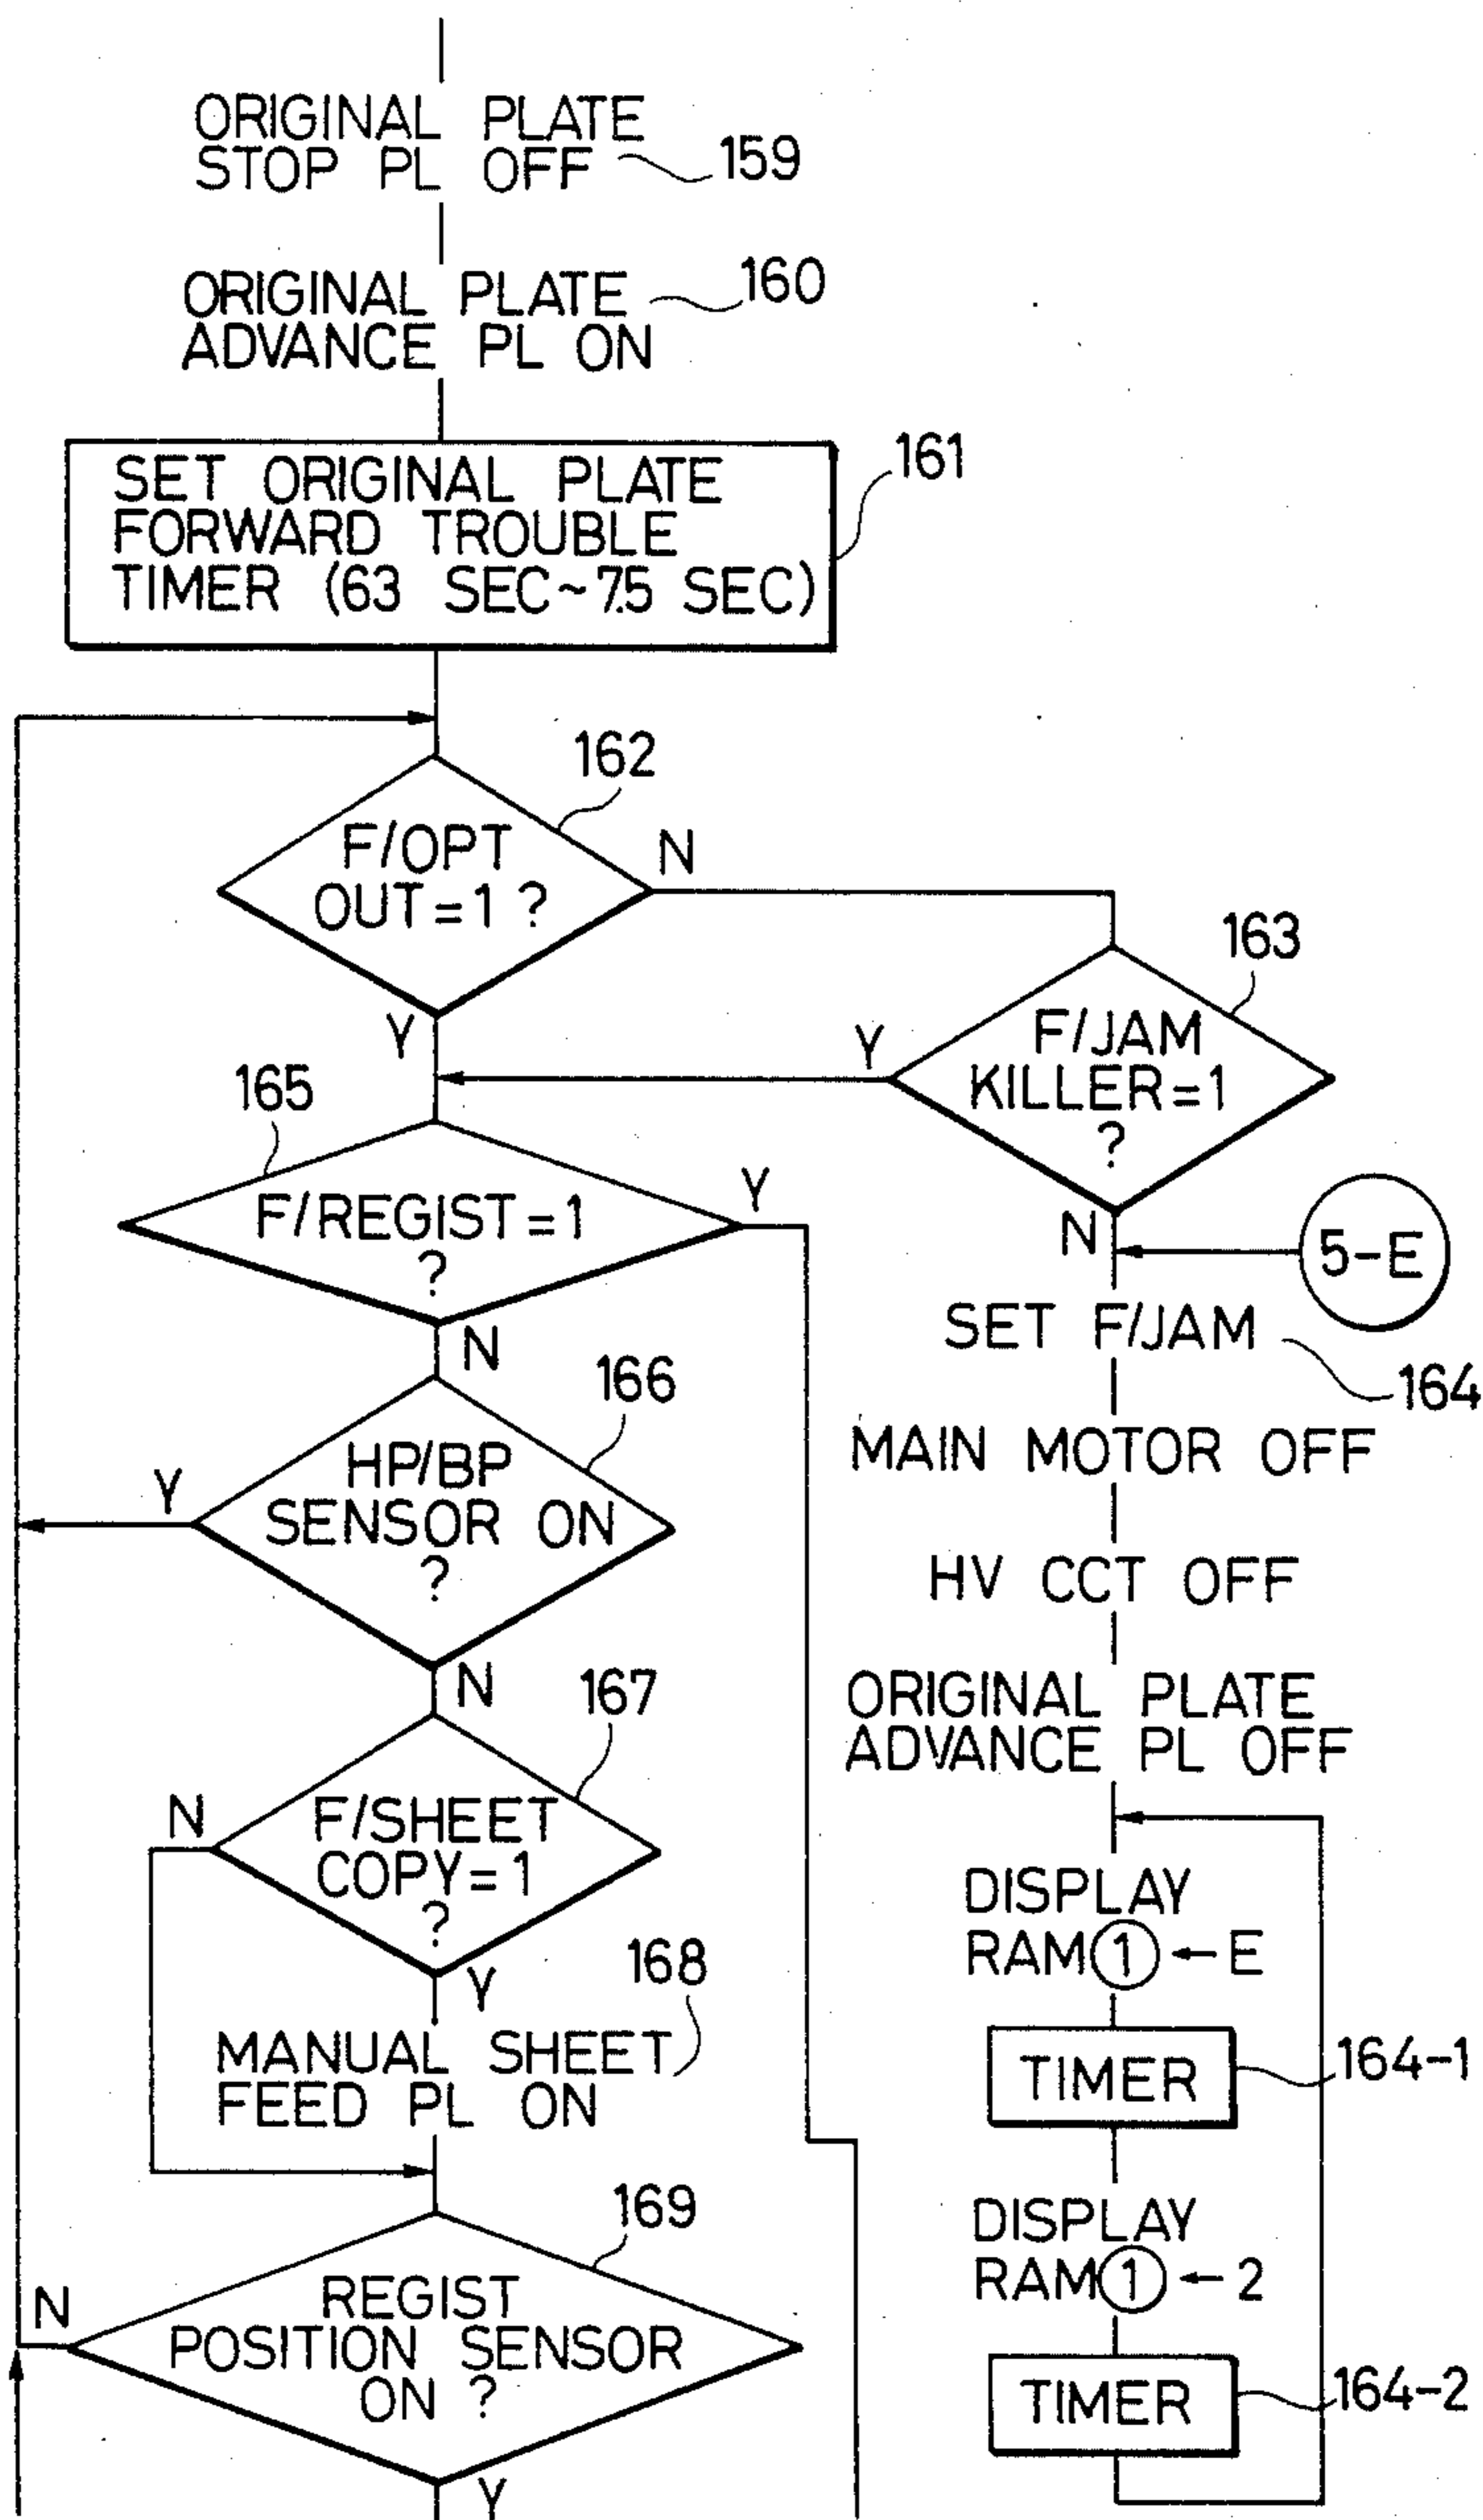 ORIGINAL PLATE
STOP PL OFF
159
ORIGINAL PLATE
ADVANCE PL ON
160
SET ORIGINAL PLATE
FORWARD TROUBLE
TIMER (63 SEC~7.5 SEC)
161
162
F/OPT
OUT=1 ?
N
Y
163
F/JAM
KILLER=1
?
Y
N
5-E
165
F/REGIST=1
?
Y
N
SET F/JAM
164
MAIN MOTOR OFF
HV CCT OFF
ORIGINAL PLATE
ADVANCE PL OFF
DISPLAY
RAM 1 ← E
TIMER
164-1
DISPLAY
RAM 1 ← 2
TIMER
164-2
166
HP/BP
SENSOR ON
?
Y
N
167
F/SHEET
COPY=1
?
N
Y
168
MANUAL SHEET
FEED PL ON
169
REGIST
POSITION SENSOR
ON ?
N
Y